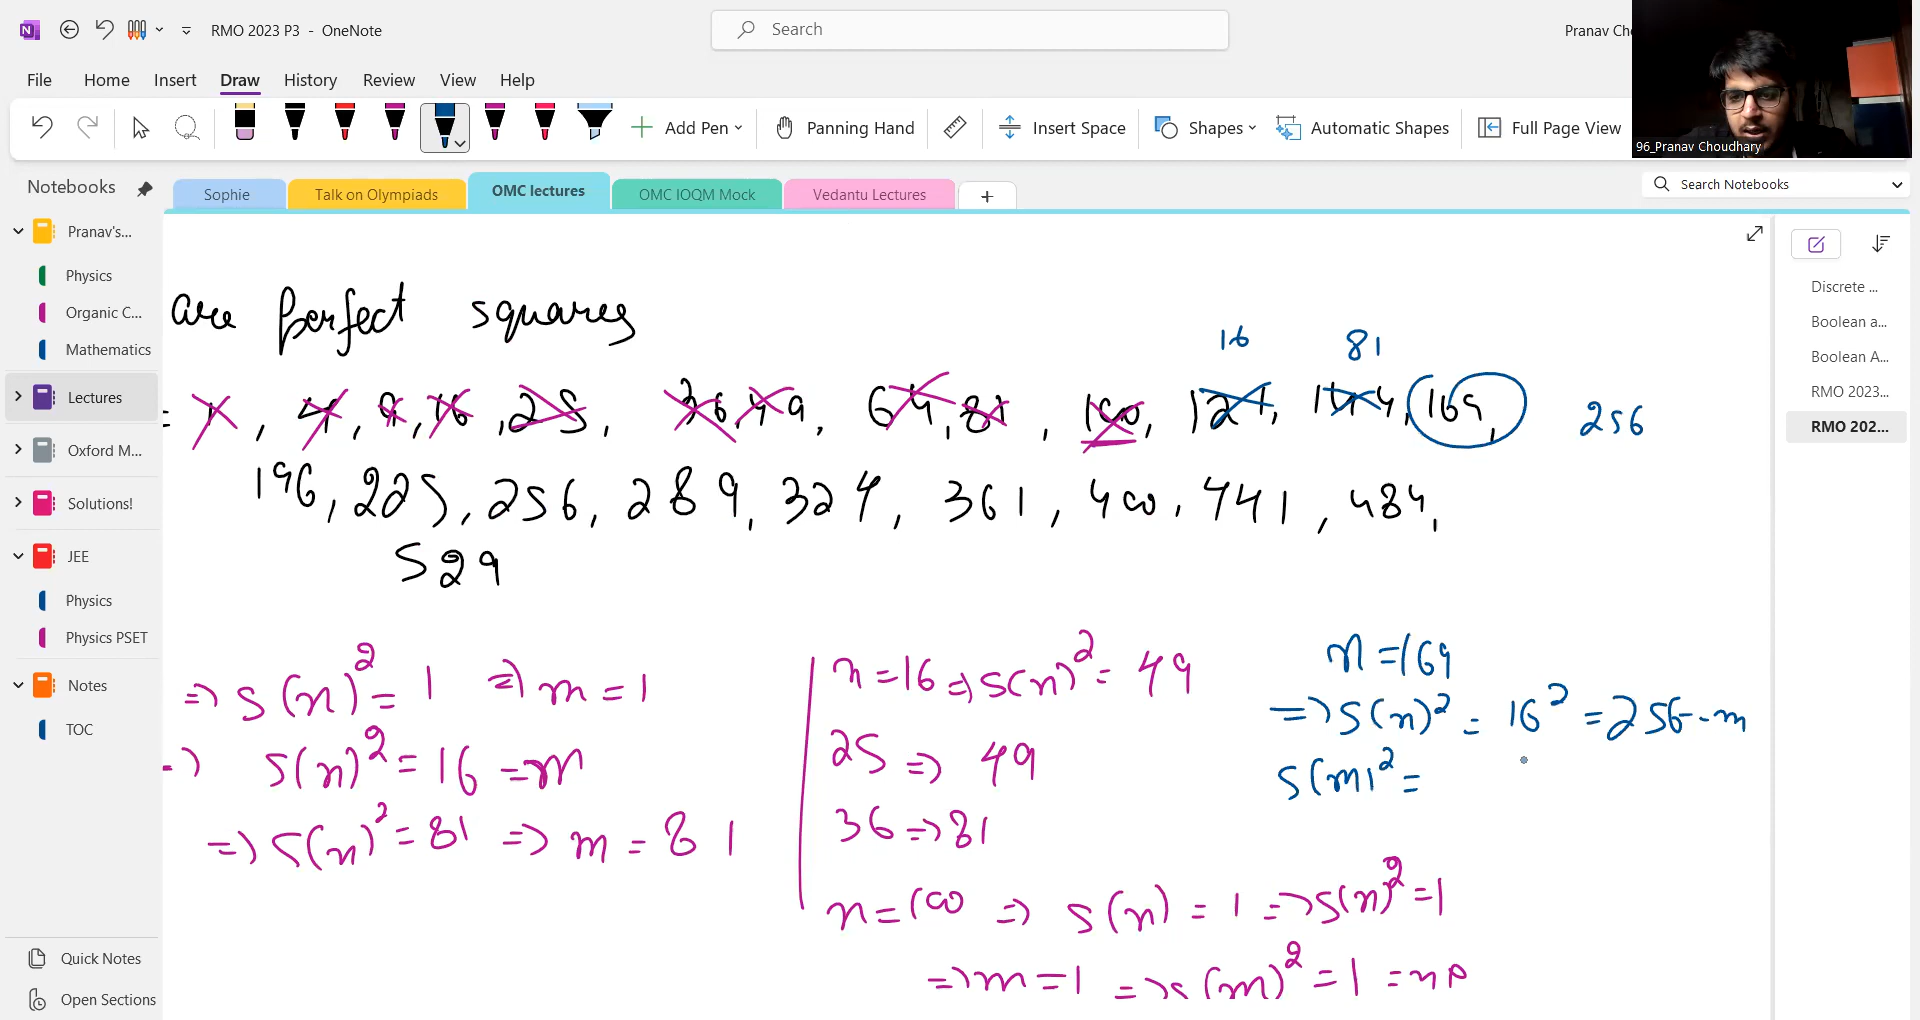 RMO 2023 P3 - OneNote
Search
Pranav Ch
File Home Insert Draw History Review View Help
Add Pen Panning Hand Insert Space Shapes Automatic Shapes Full Page View
96_Pranav Choudhary
Notebooks
Sophie Talk on Olympiads OMC lectures OMC IOQM Mock Vedantu Lectures +
Search Notebooks
Pranav's...
Physics
Organic C...
Mathematics
Lectures
Oxford M...
Solutions!
JEE
Physics
Physics PSET
Notes
TOC
Quick Notes
Open Sections
are perfect squares
16 81
= 1, 4, 9, 16, 25, 36, 49, 64, 81, 100, 121, 144, 169, 256
196, 225, 256, 289, 324, 361, 400, 441, 484,
529
=> s(n)² = 1 => m = 1
=> s(n)² = 16 = m
=> s(n)² = 81 => m = 81
n = 16 => s(n)² = 49
25 => 49
36 => 81
n = 100 => s(n) = 1 => s(n)² = 1
=> m = 1 => s(m)² = 1 = n
n = 169
=> s(n)² = 16² = 256 = m
s(m)² =
Discrete ...
Boolean a...
Boolean A...
RMO 2023...
RMO 202...